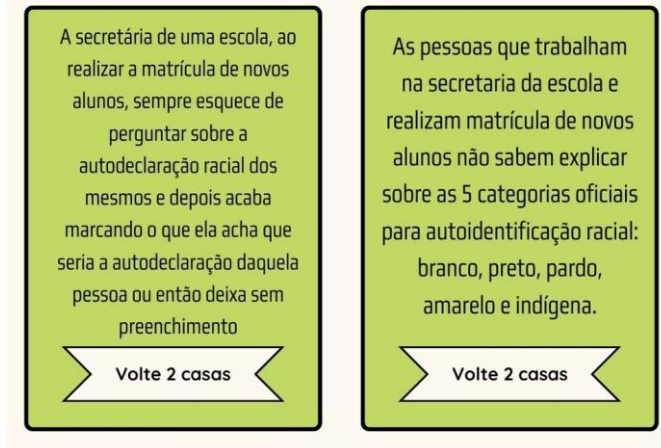 A secretária de uma escola, ao
realizar a matrícula de novos
alunos, sempre esquece de
perguntar sobre a
autodeclaração racial dos
mesmos e depois acaba
marcando o que ela acha que
seria a autodeclaração daquela
pessoa ou então deixa sem
preenchimento
Volte 2 casas
As pessoas que trabalham
na secretaria da escola e
realizam matrícula de novos
alunos não sabem explicar
sobre as 5 categorias oficiais
para autoidentificação racial:
branco, preto, pardo,
amarelo e indígena.
Volte 2 casas